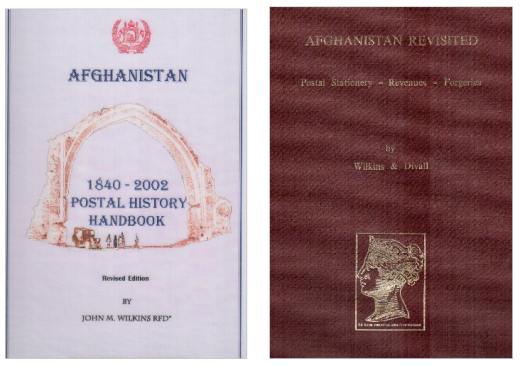 AFGHANISTAN
1840 - 2002
POSTAL HISTORY
HANDBOOK
Revised Edition
BY
JOHN M. WILKINS RFD*
AFGHANISTAN REVISITED
Postal Stationery - Revenues - Forgeries
by
Wilkins & Divall